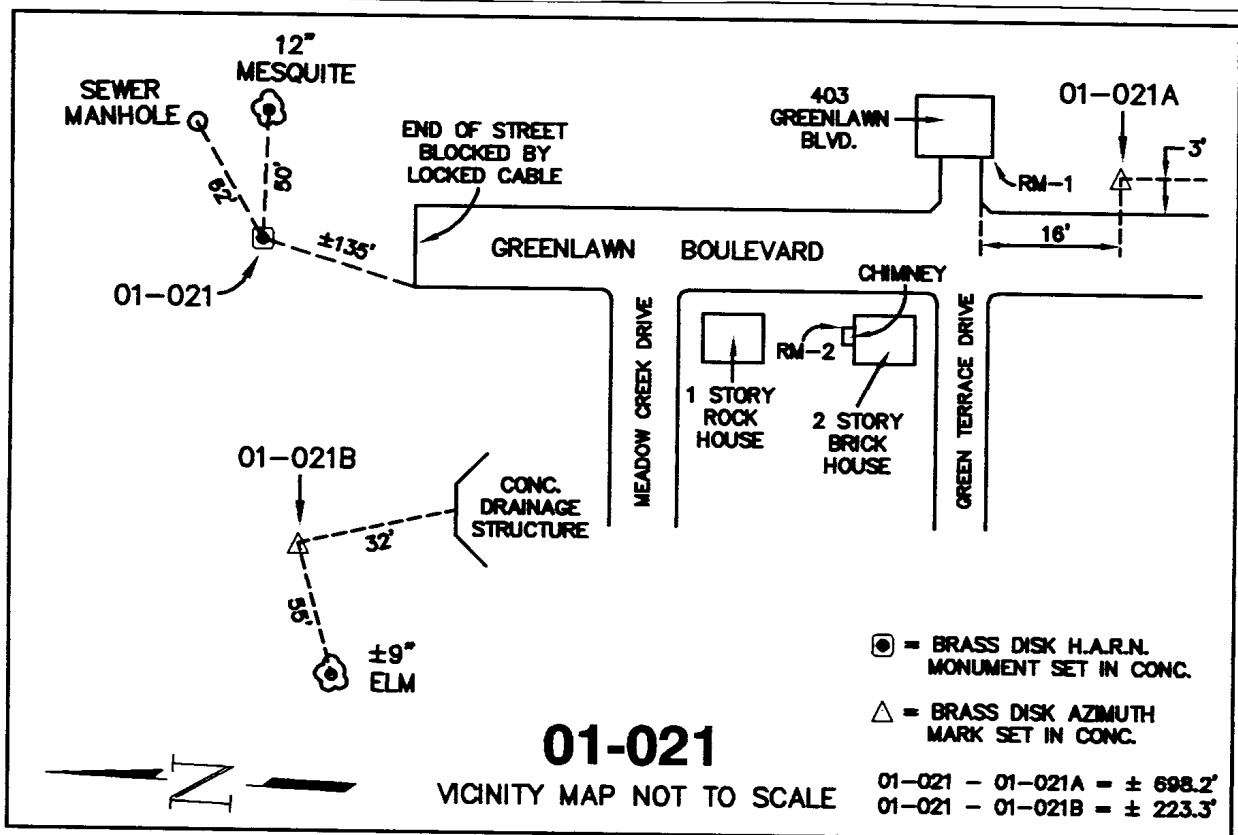 12"
MESQUITE
SEWER
MANHOLE
62'
50'
±135'
01-021
END OF STREET
BLOCKED BY
LOCKED CABLE
403
GREENLAWN
BLVD.
RM-1
01-021A
3'
16'
GREENLAWN BOULEVARD
CHIMNEY
RM-2
MEADOW CREEK DRIVE
1 STORY
ROCK
HOUSE
2 STORY
BRICK
HOUSE
GREEN TERRACE DRIVE
01-021B
CONC.
DRAINAGE
STRUCTURE
32'
55'
±9"
ELM
= BRASS DISK H.A.R.N.
MONUMENT SET IN CONC.
= BRASS DISK AZIMUTH
MARK SET IN CONC.
N
01-021
VICINITY MAP NOT TO SCALE
01-021 - 01-021A = ± 698.2'
01-021 - 01-021B = ± 223.3'